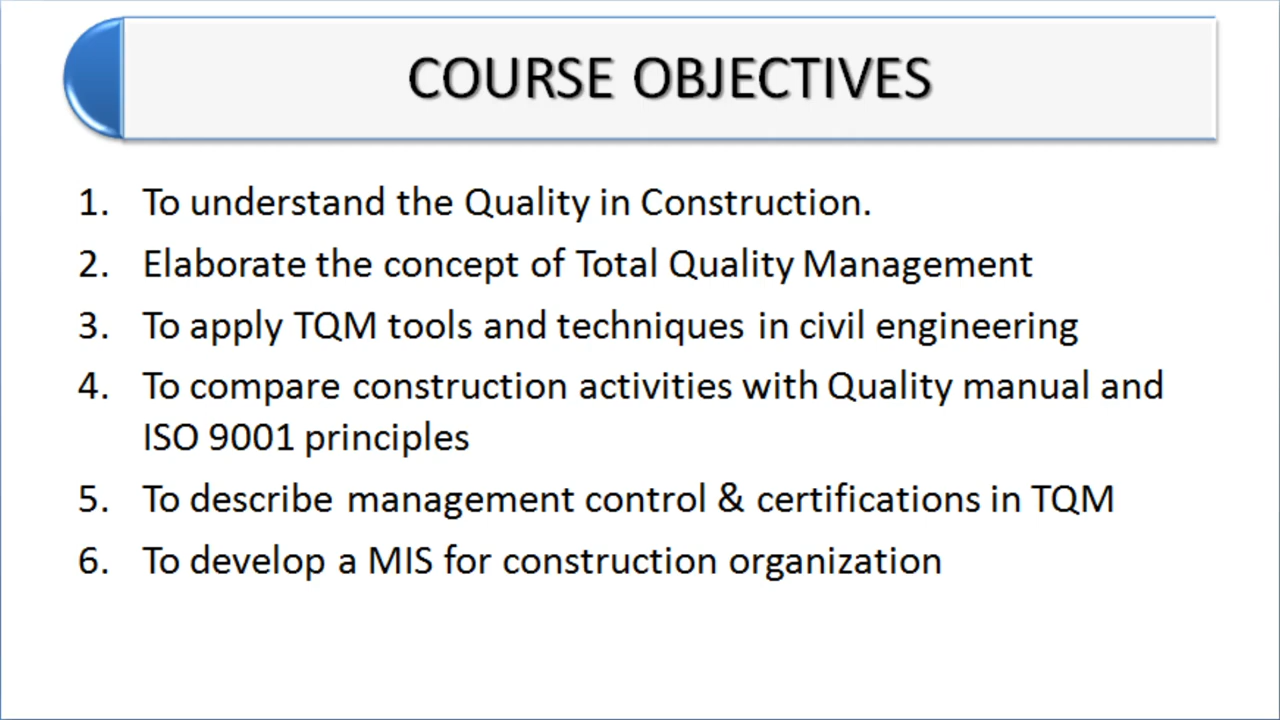 COURSE OBJECTIVES
1. To understand the Quality in Construction.
2. Elaborate the concept of Total Quality Management
3. To apply TQM tools and techniques in civil engineering
4. To compare construction activities with Quality manual and
ISO 9001 principles
5. To describe management control & certifications in TQM
6. To develop a MIS for construction organization